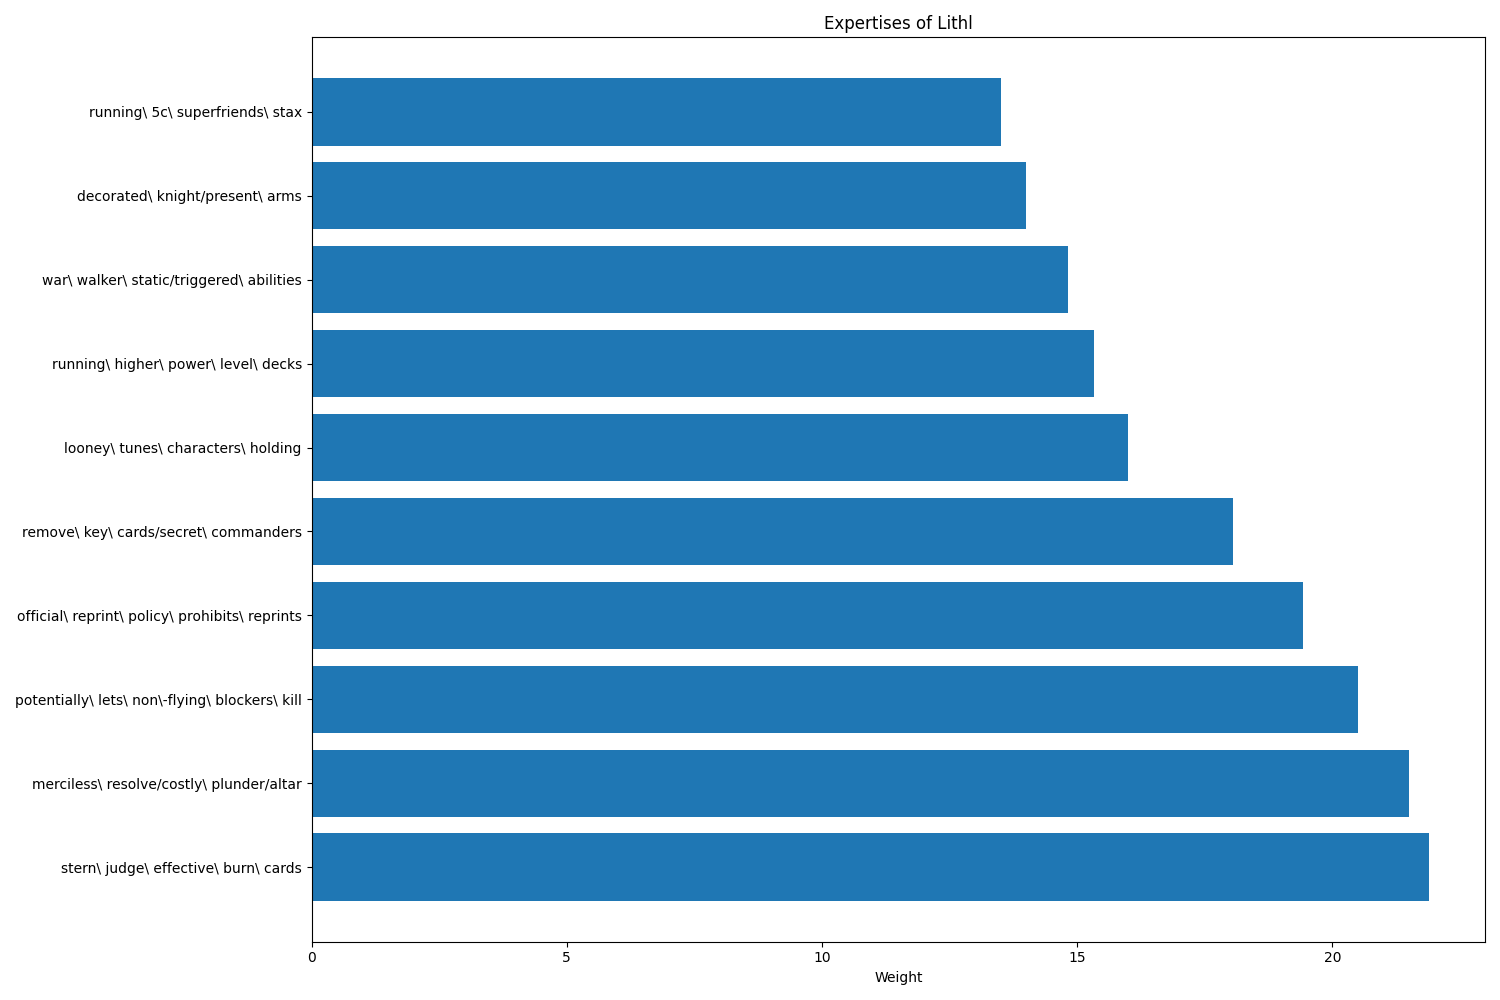 Expertises of Lithl
running\ 5c\ superfriends\ stax
decorated\ knight/present\ arms
war\ walker\ static/triggered\ abilities
running\ higher\ power\ level\ decks
looney\ tunes\ characters\ holding
remove\ key\ cards/secret\ commanders
official\ reprint\ policy\ prohibits\ reprints
potentially\ lets\ non\-flying\ blockers\ kill
merciless\ resolve/costly\ plunder/altar
stern\ judge\ effective\ burn\ cards
0 5 10 15 20
Weight